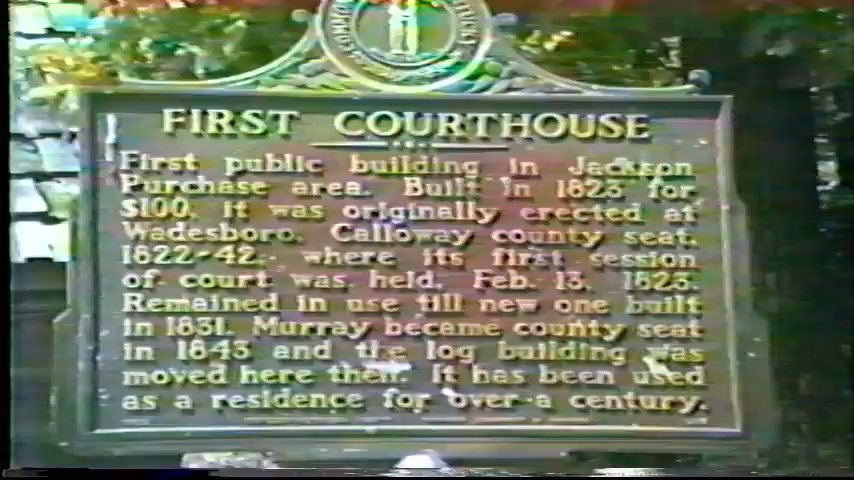 FIRST COURTHOUSE
First public building in Jackson
Purchase area. Built in 1823 for
$100, it was originally erected at
Wadesboro, Calloway county seat,
1822-42, where its first session
of court was held, Feb. 13, 1823.
Remained in use till new one built
in 1831. Murray became county seat
in 1843 and the log building was
moved here then. It has been used
as a residence for over a century.